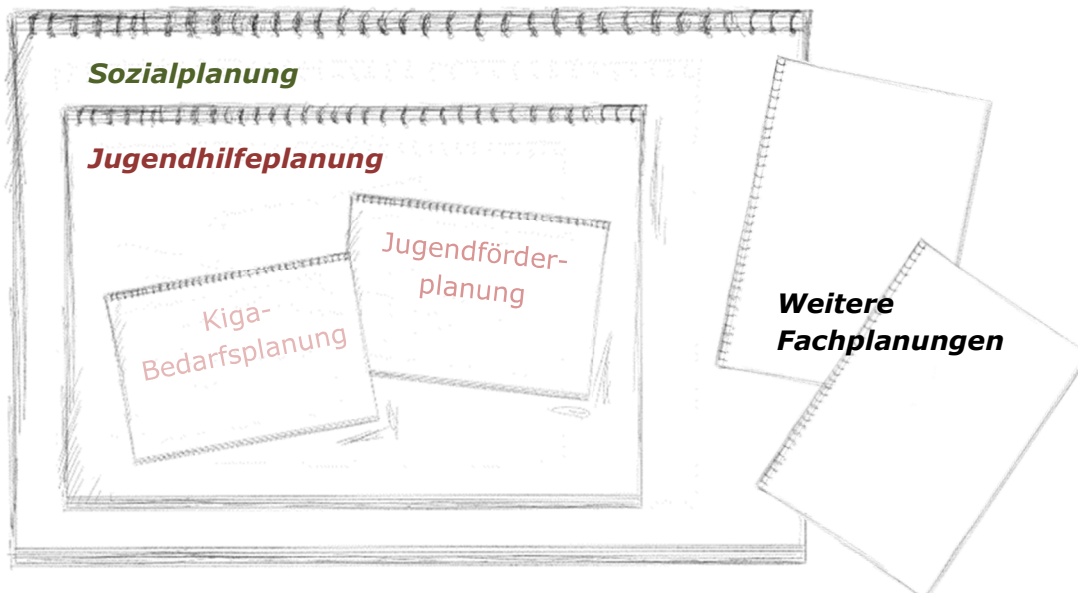 Sozialplanung
Jugendhilfeplanung
Jugendförder-
planung
Kiga-
Bedarfsplanung
Weitere
Fachplanungen